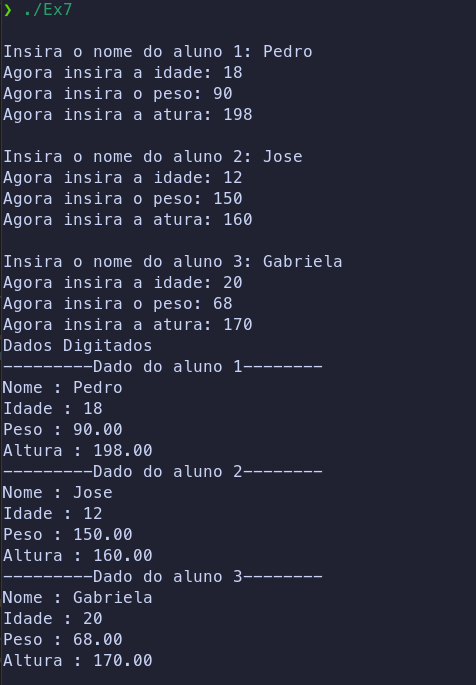 ❯ ./Ex7
Insira o nome do aluno 1: Pedro
Agora insira a idade: 18
Agora insira o peso: 90
Agora insira a atura: 198
Insira o nome do aluno 2: Jose
Agora insira a idade: 12
Agora insira o peso: 150
Agora insira a atura: 160
Insira o nome do aluno 3: Gabriela
Agora insira a idade: 20
Agora insira o peso: 68
Agora insira a atura: 170
Dados Digitados
---------Dado do aluno 1--------
Nome : Pedro
Idade : 18
Peso : 90.00
Altura : 198.00
---------Dado do aluno 2--------
Nome : Jose
Idade : 12
Peso : 150.00
Altura : 160.00
---------Dado do aluno 3--------
Nome : Gabriela
Idade : 20
Peso : 68.00
Altura : 170.00